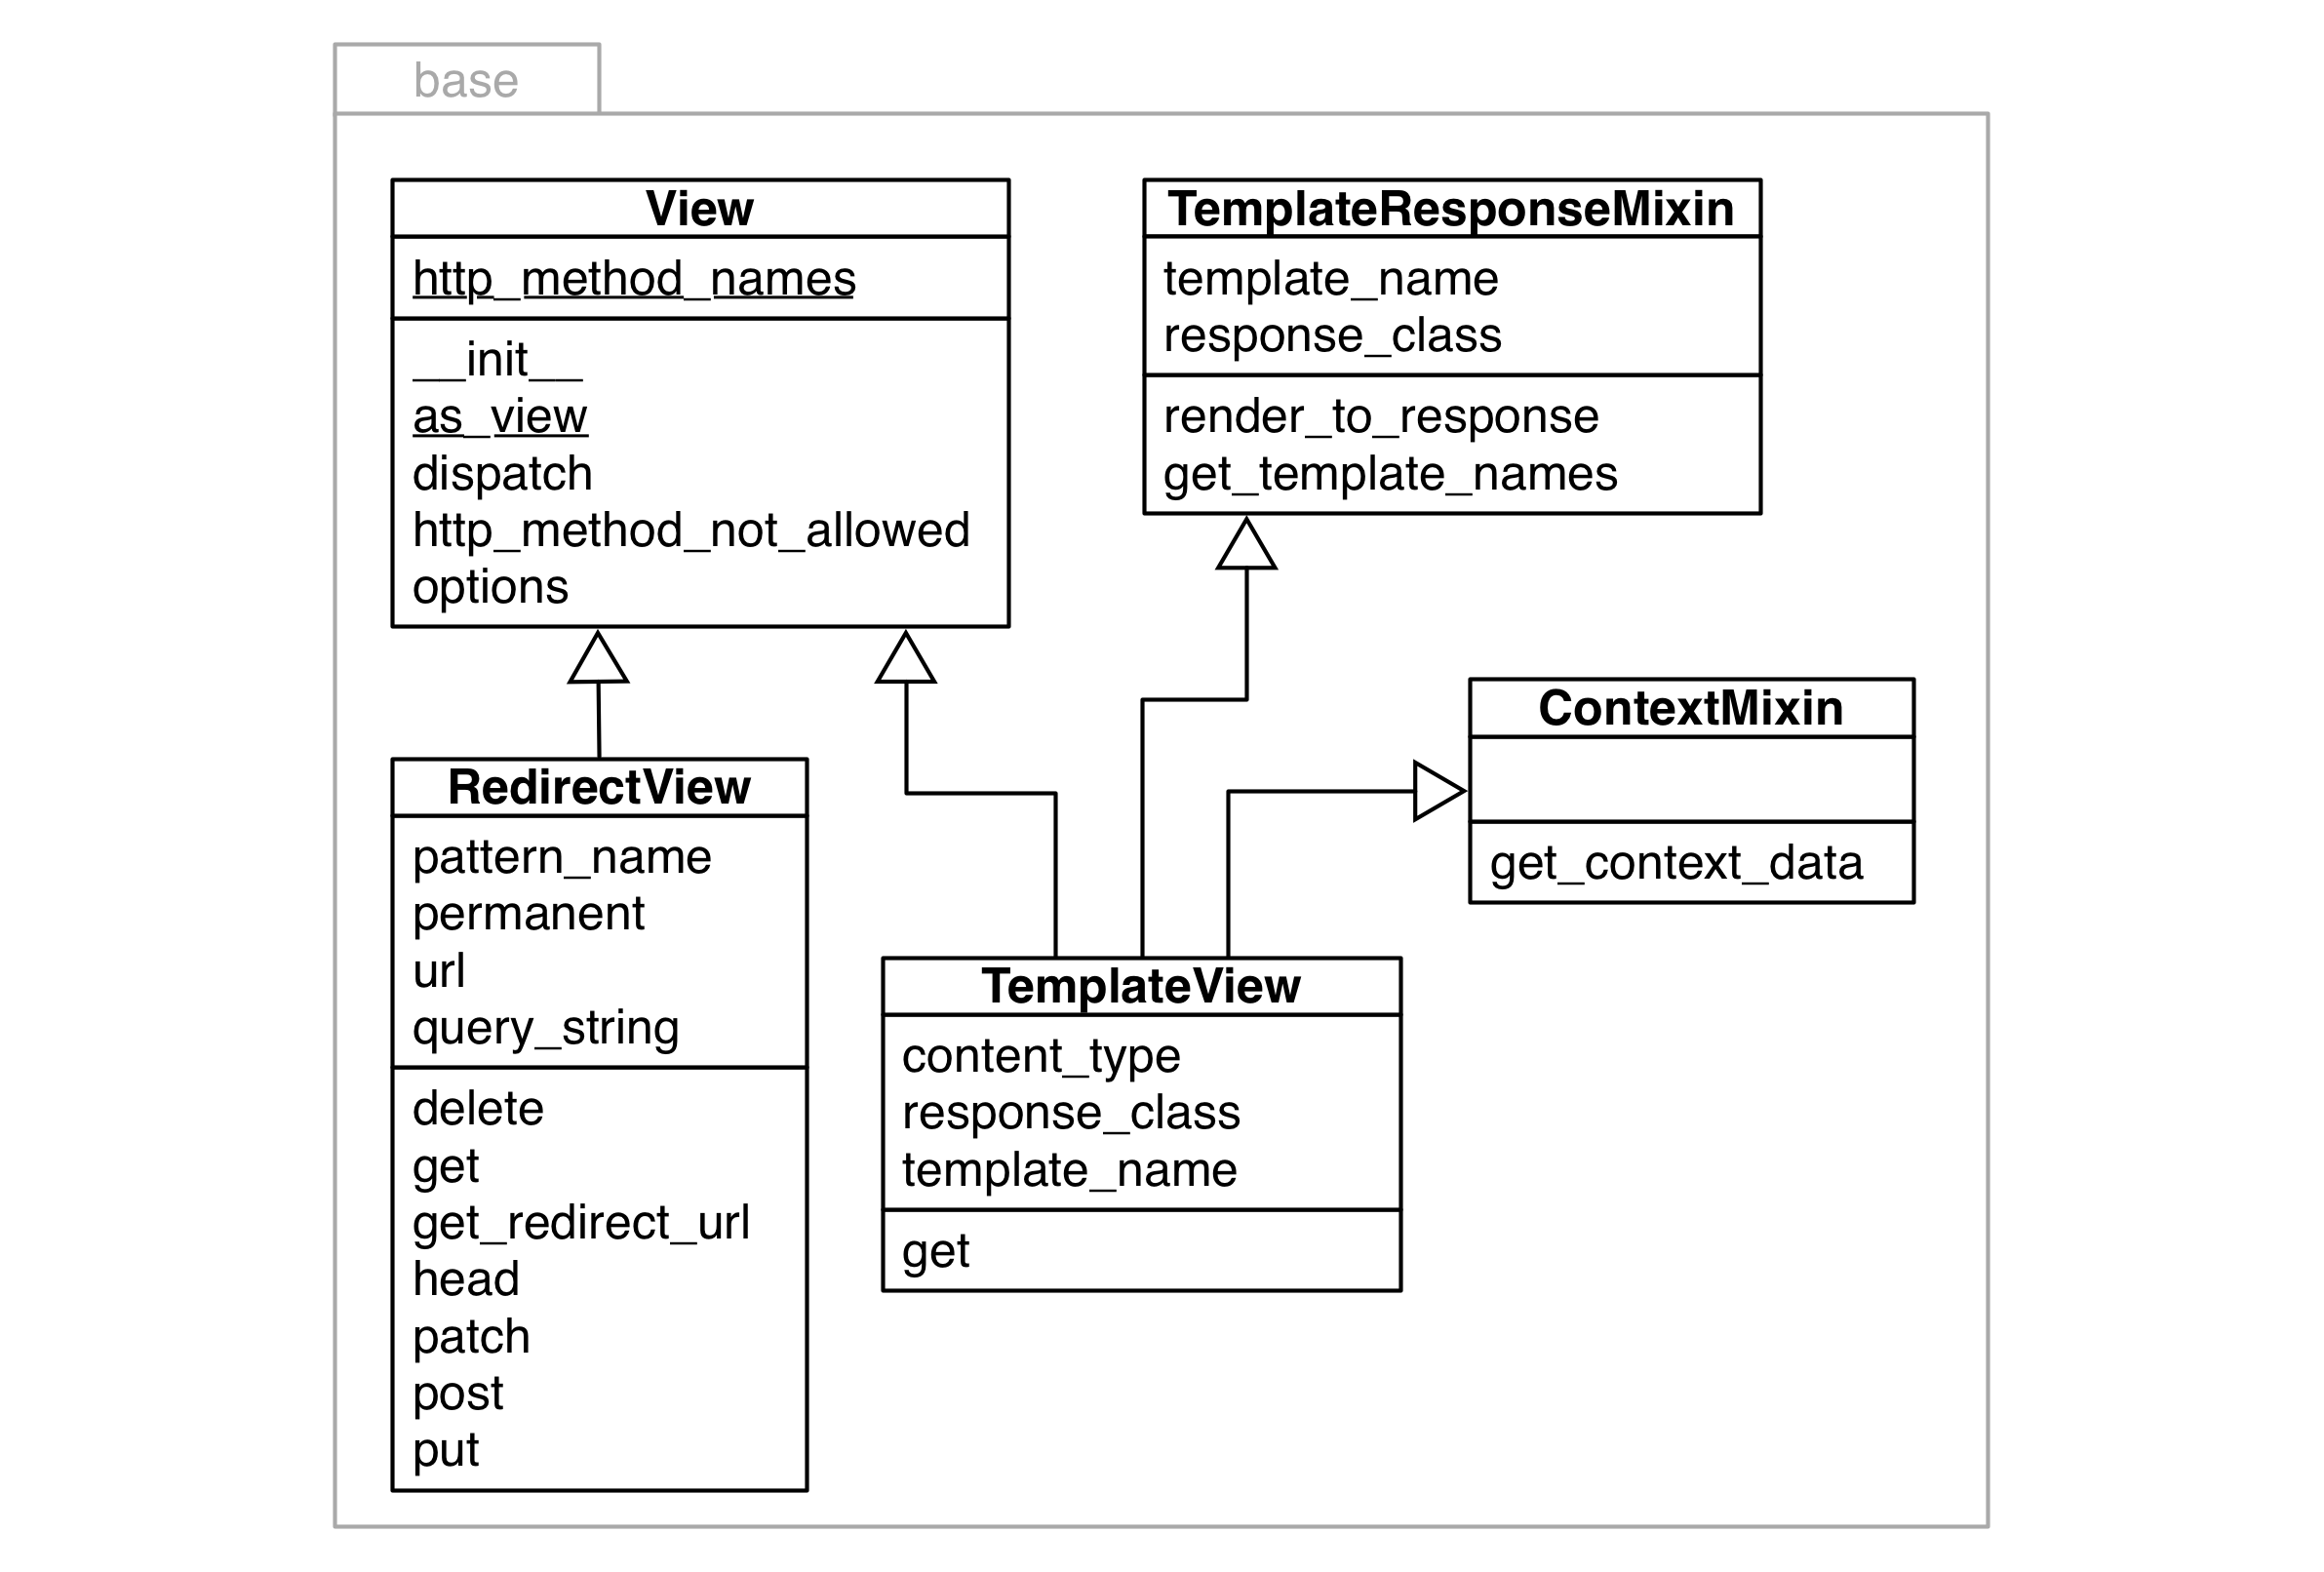 base
View
http_method_names
__init__
as_view
dispatch
http_method_not_allowed
options
TemplateResponseMixin
template_name
response_class
render_to_response
get_template_names
ContextMixin
get_context_data
RedirectView
pattern_name
permanent
url
query_string
delete
get
get_redirect_url
head
patch
post
put
TemplateView
content_type
response_class
template_name
get